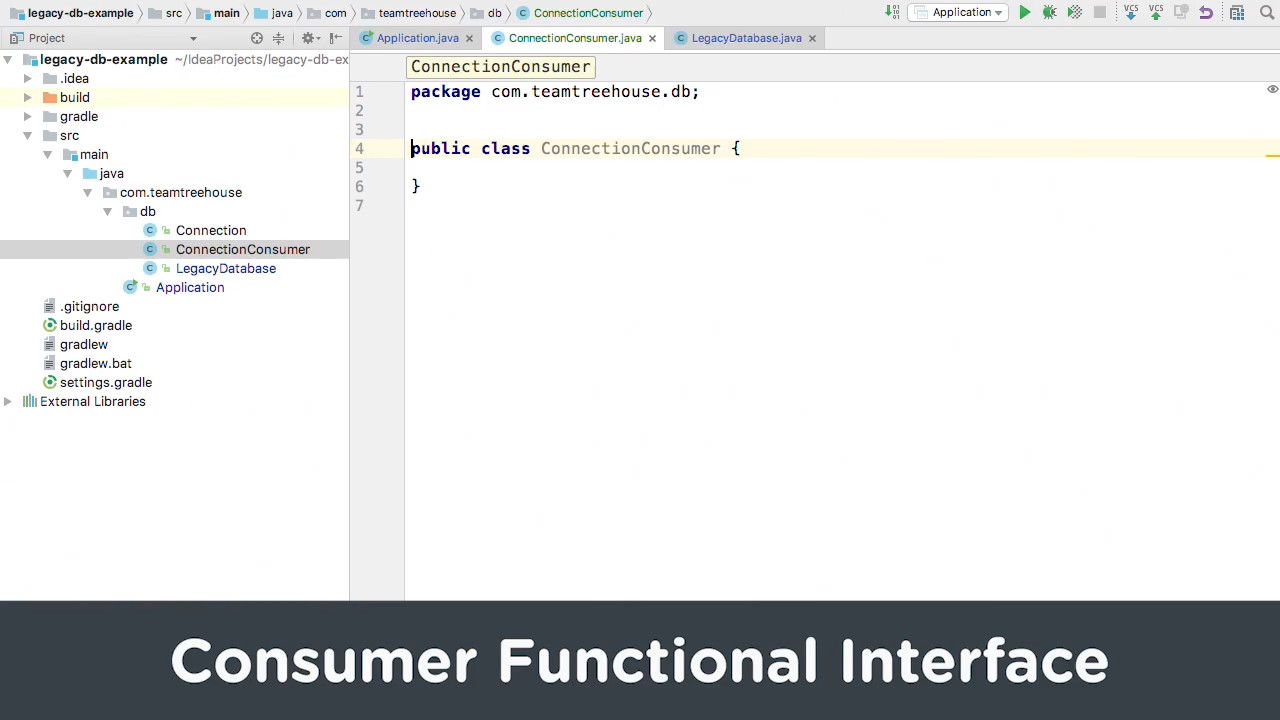 legacy-db-example src main java com teamtreehouse db ConnectionConsumer Application
Project
Application.java ConnectionConsumer.java LegacyDatabase.java
legacy-db-example ~/IdeaProjects/legacy-db-ex
.idea
build
gradle
src
main
java
com.teamtreehouse
db
Connection
ConnectionConsumer
LegacyDatabase
Application
.gitignore
build.gradle
gradlew
gradlew.bat
settings.gradle
External Libraries
ConnectionConsumer
1 package com.teamtreehouse.db;
2
3
4 public class ConnectionConsumer {
5
6 }
7
Consumer Functional Interface